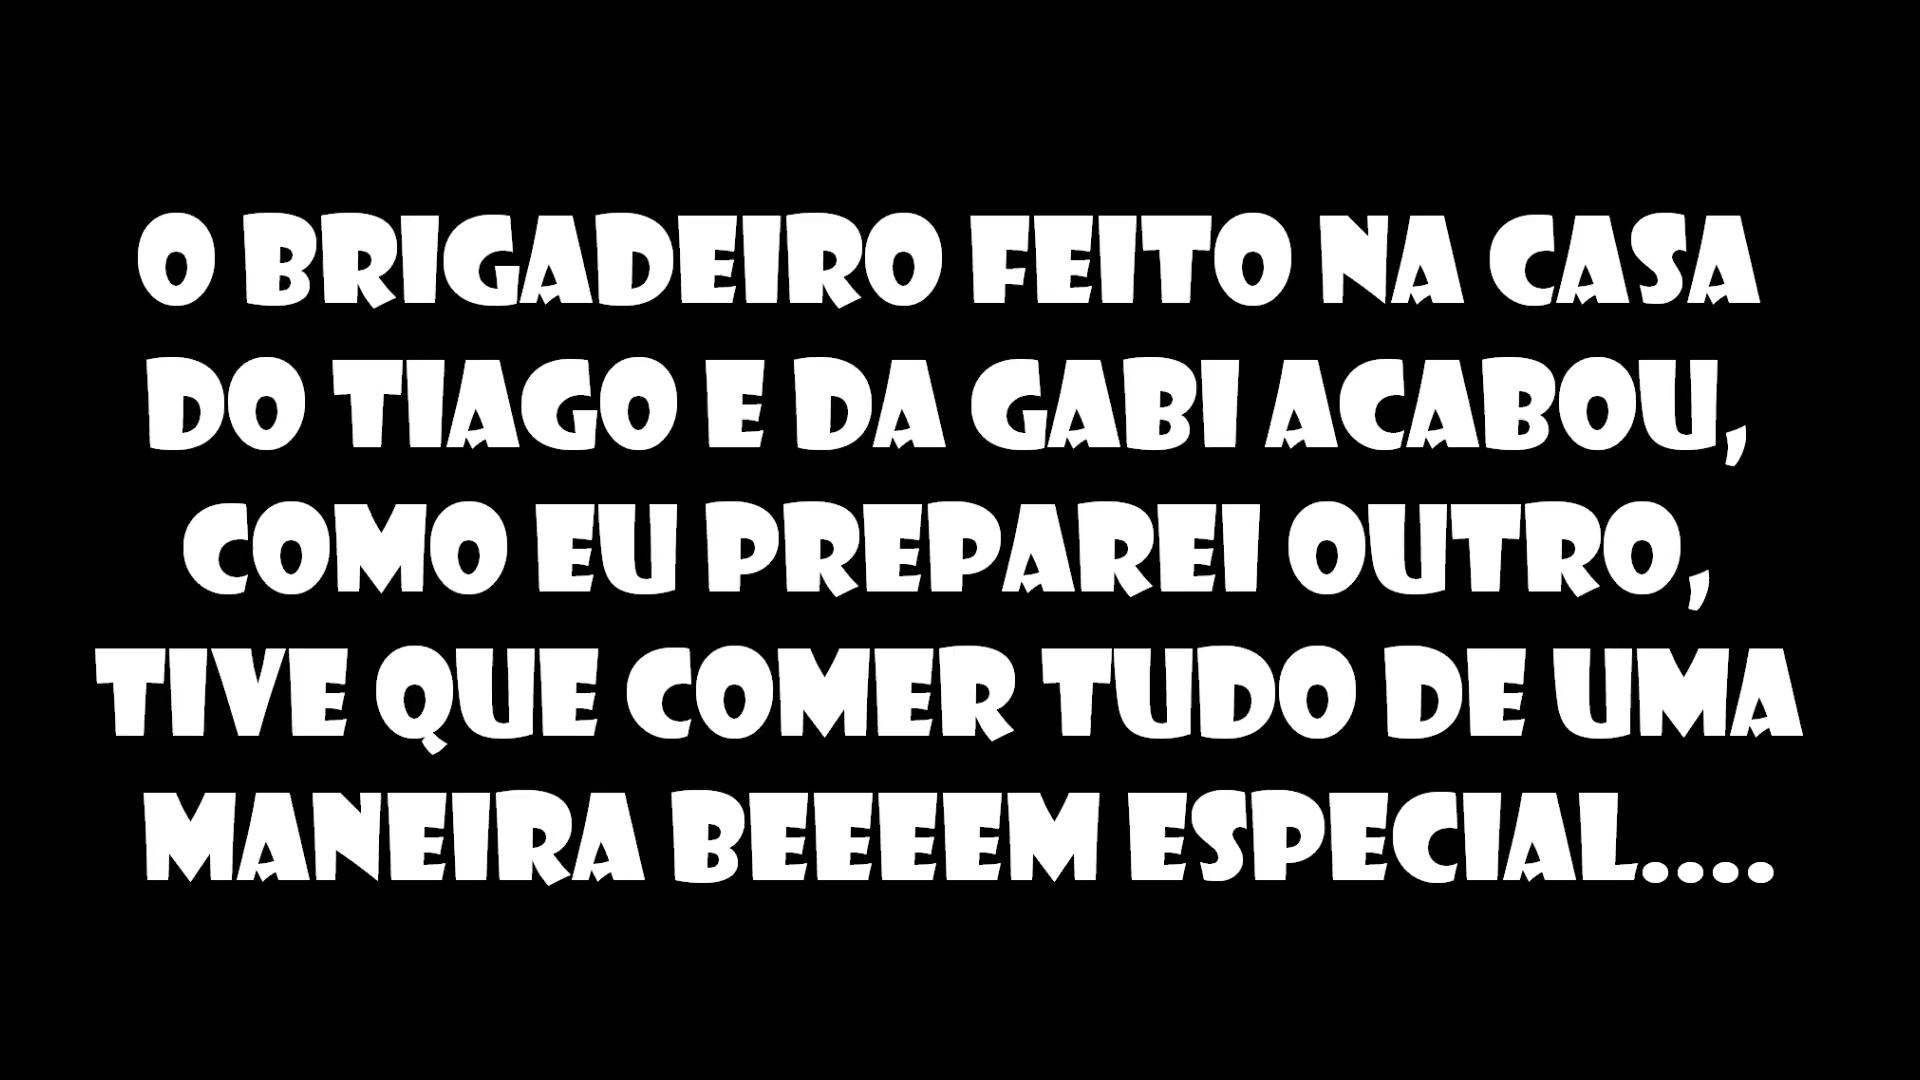 O BRIGADEIRO FEITO NA CASA
DO TIAGO E DA GABI ACABOU,
COMO EU PREPAREI OUTRO,
TIVE QUE COMER TUDO DE UMA
MANEIRA BEEEEM ESPECIAL....